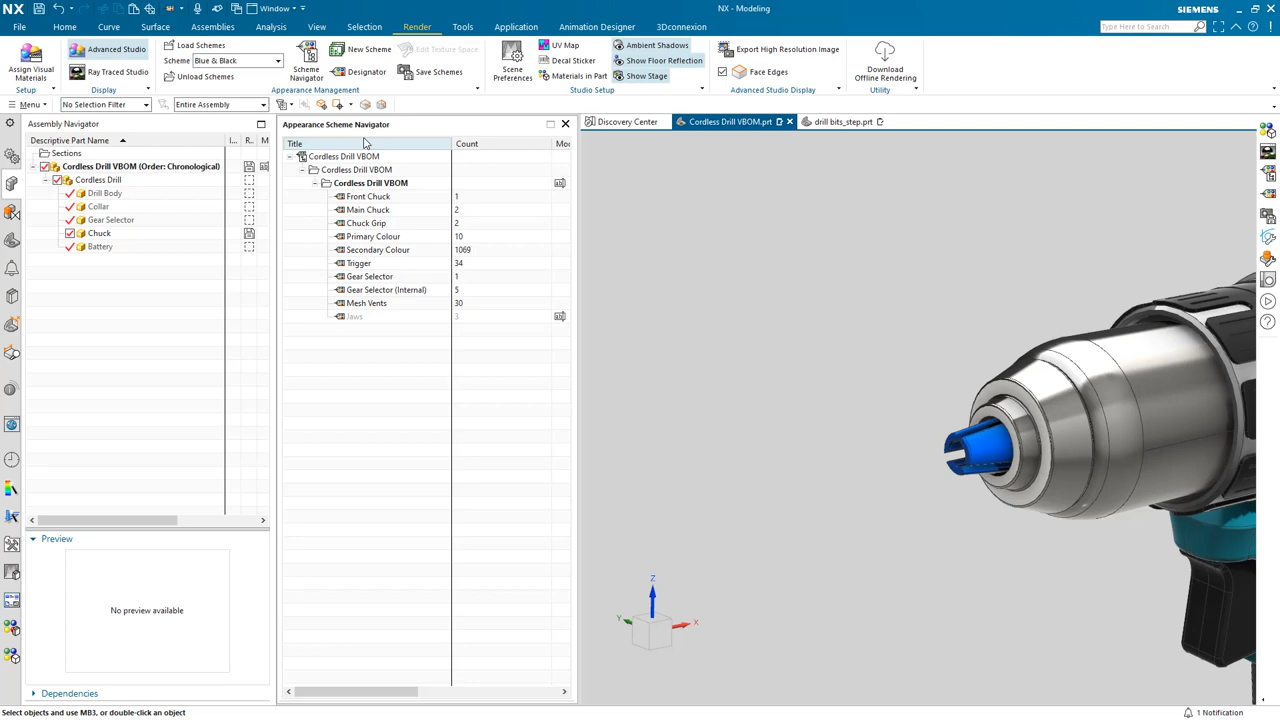 NX
Window
NX - Modeling
SIEMENS
File
Home
Curve
Surface
Assemblies
Analysis
View
Selection
Render
Tools
Application
Animation Designer
3Dconnexion
Type Here to Search
Assign Visual Materials
Advanced Studio
Ray Traced Studio
Load Schemes
Scheme
Blue & Black
Unload Schemes
Scheme Navigator
New Scheme
Designator
Edit Texture Space
Save Schemes
Scene Preferences
UV Map
Decal Sticker
Materials in Part
Ambient Shadows
Show Floor Reflection
Show Stage
Export High Resolution Image
Face Edges
Download Offline Rendering
Setup
Display
Appearance Management
Studio Setup
Advanced Studio Display
Utility
Menu
No Selection Filter
Entire Assembly
Assembly Navigator
Descriptive Part Name
I...
R..
M
Sections
Cordless Drill VBOM (Order: Chronological)
Cordless Drill
Drill Body
Collar
Gear Selector
Chuck
Battery
Preview
No preview available
Dependencies
Appearance Scheme Navigator
Title
Count
Mo
Cordless Drill VBOM
Cordless Drill VBOM
Cordless Drill VBOM
Front Chuck 1
Main Chuck 2
Chuck Grip 2
Primary Colour 10
Secondary Colour 1069
Trigger 34
Gear Selector 1
Gear Selector (Internal) 5
Mesh Vents 30
Jaws 3
Discovery Center
Cordless Drill VBOM.prt
drill bits_step.prt
Z
Y
X
Select objects and use MB3, or double-click an object
1 Notification